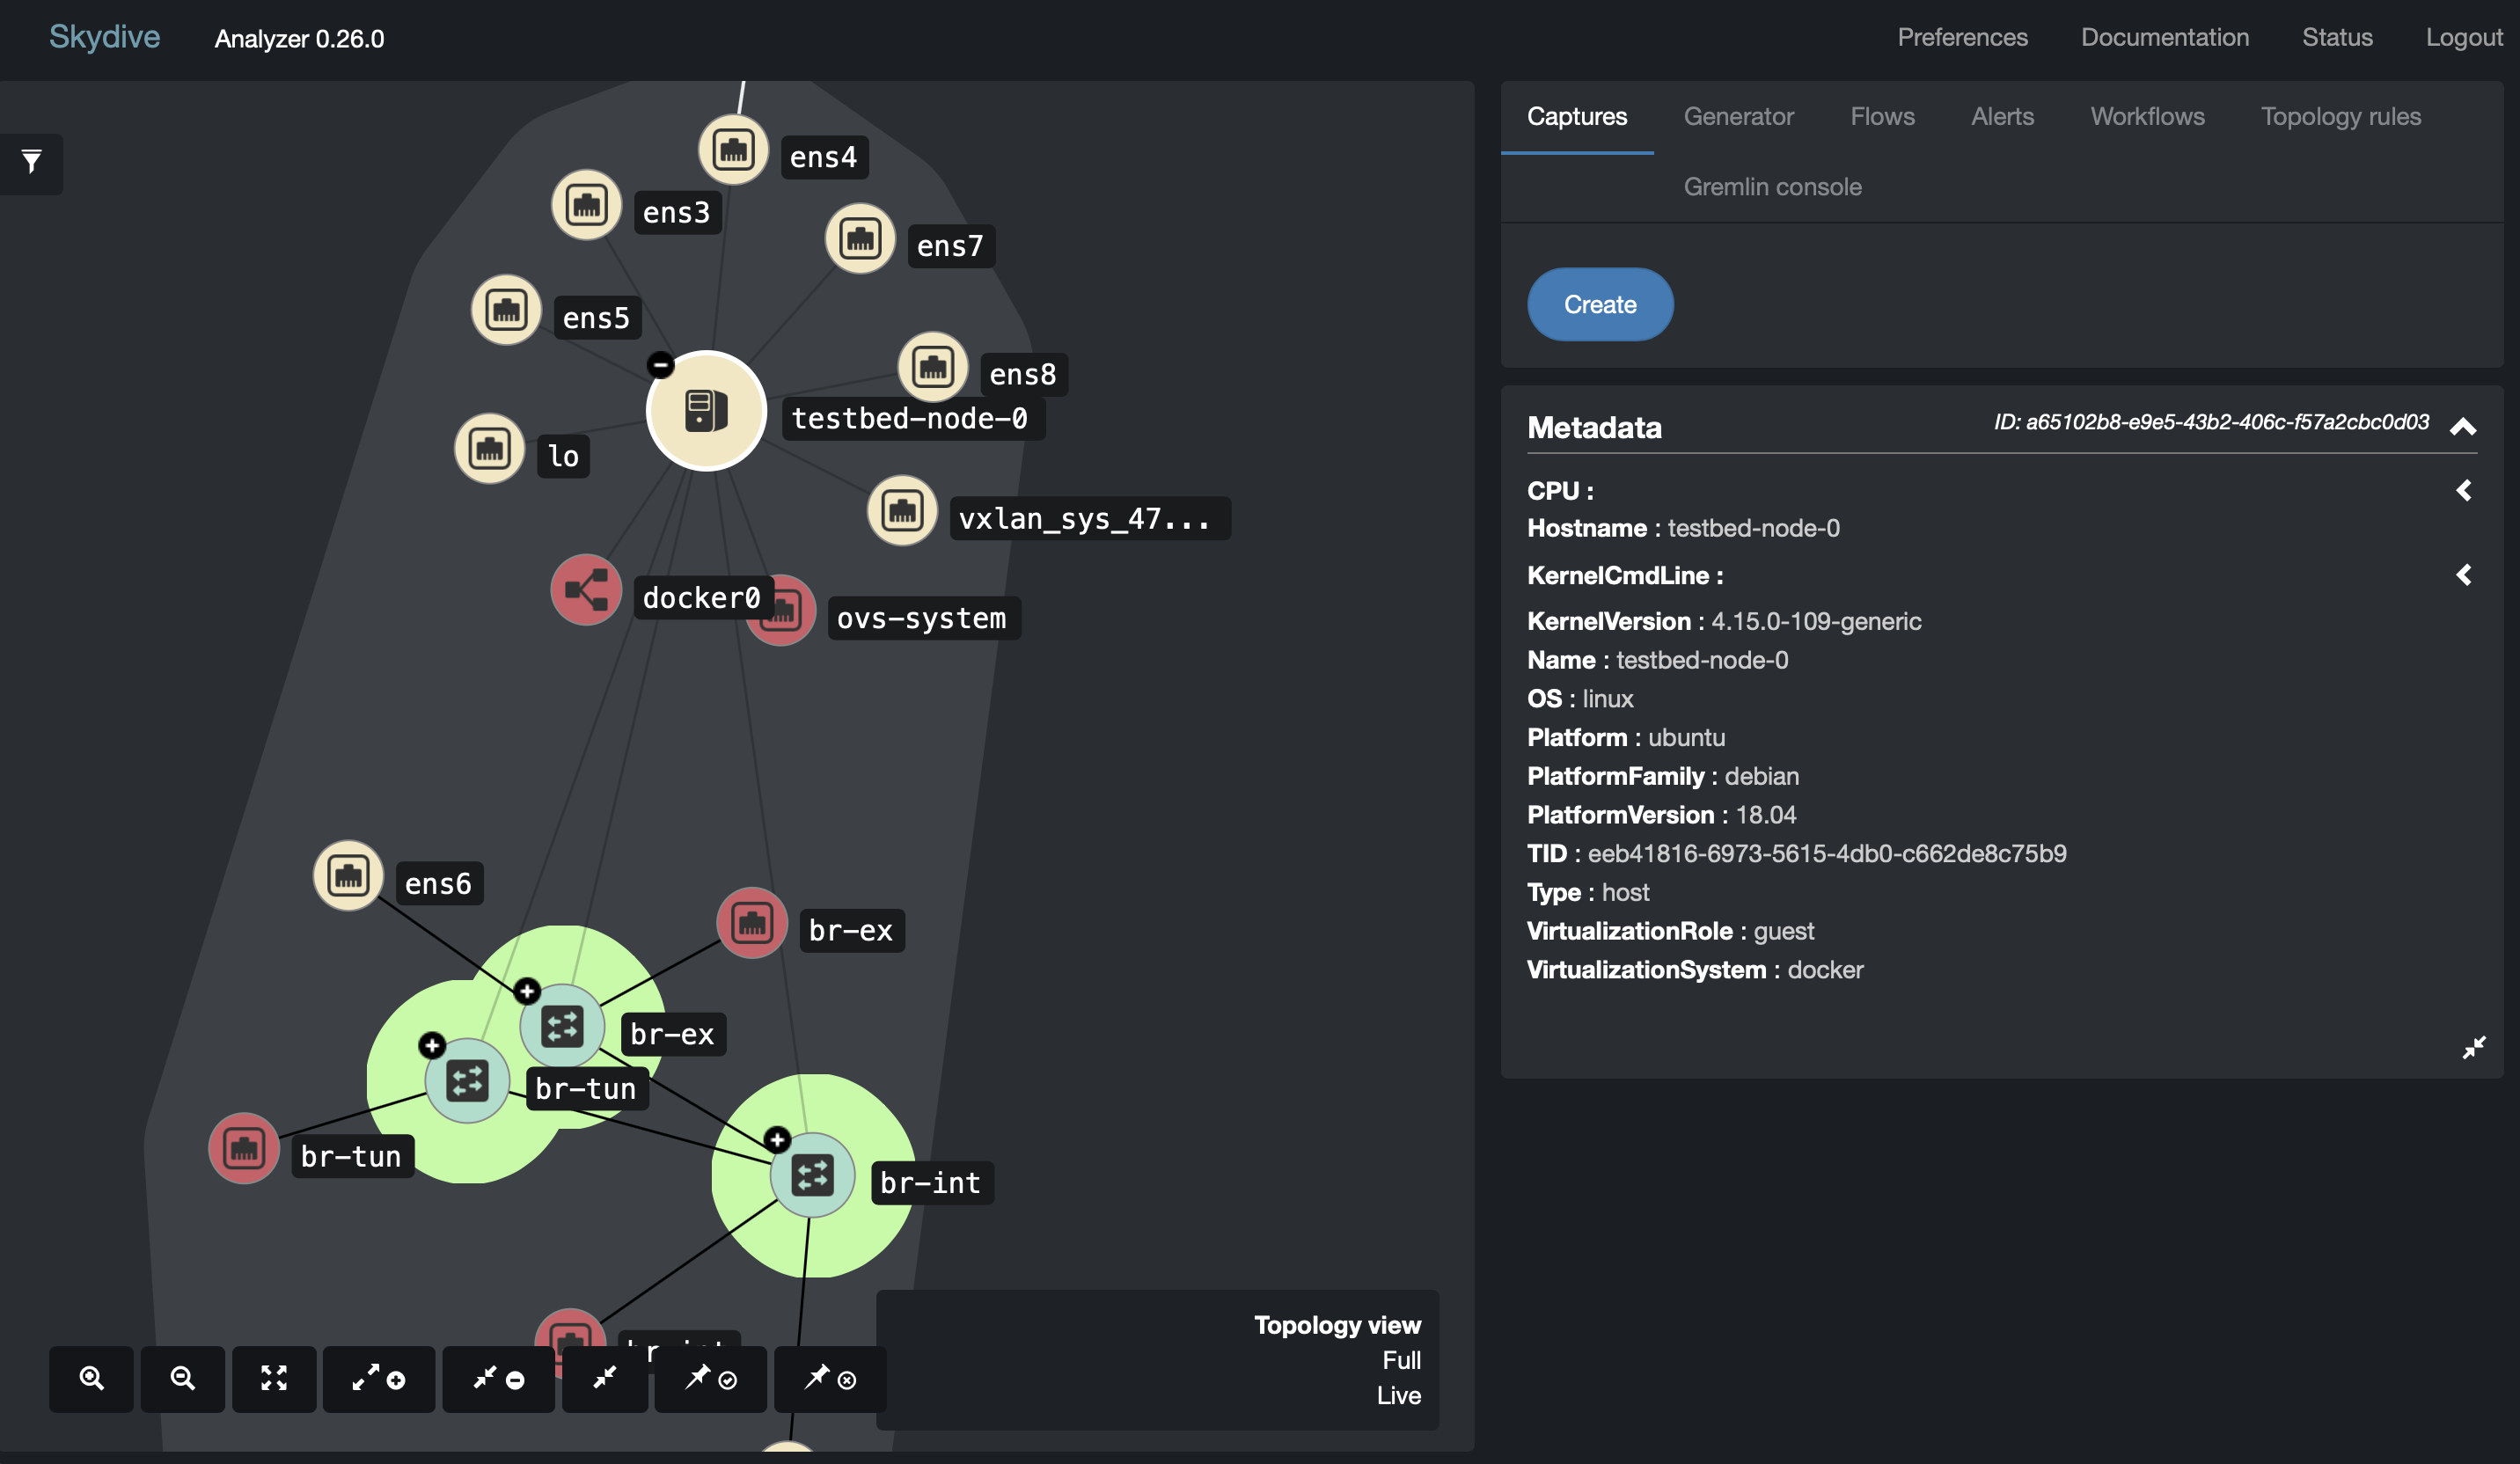 Skydive
Analyzer 0.26.0
Preferences
Documentation
Status
Logout
ens4
ens3
ens7
ens5
ens8
testbed-node-0
lo
vxlan_sys_47...
docker0
ovs-system
ens6
br-ex
br-ex
br-tun
br-tun
br-int
br-int
Topology view
Full
Live
Captures
Generator
Flows
Alerts
Workflows
Topology rules
Gremlin console
Create
Metadata
ID: a65102b8-e9e5-43b2-406c-f57a2cbc0d03
CPU :
Hostname : testbed-node-0
KernelCmdLine :
KernelVersion : 4.15.0-109-generic
Name : testbed-node-0
OS : linux
Platform : ubuntu
PlatformFamily : debian
PlatformVersion : 18.04
TID : eeb41816-6973-5615-4db0-c662de8c75b9
Type : host
VirtualizationRole : guest
VirtualizationSystem : docker